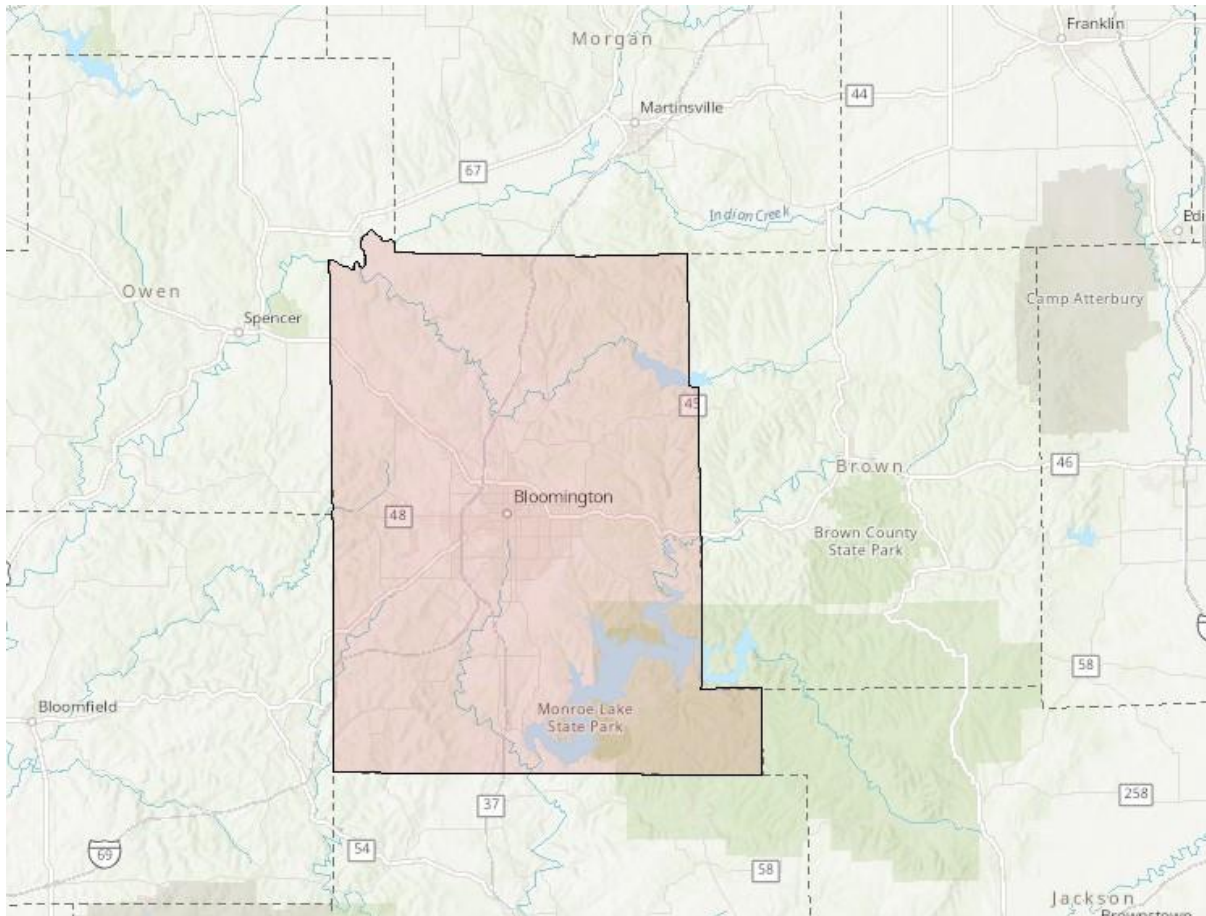 Franklin
Morgan
Martinsville
44
67
Indian Creek
Edi
Owen
Camp Atterbury
Spencer
45
Brown
46
Bloomington
48
Brown County
State Park
58
Bloomfield
Monroe Lake
State Park
37
258
69
54
58
Jackson
Brownstown